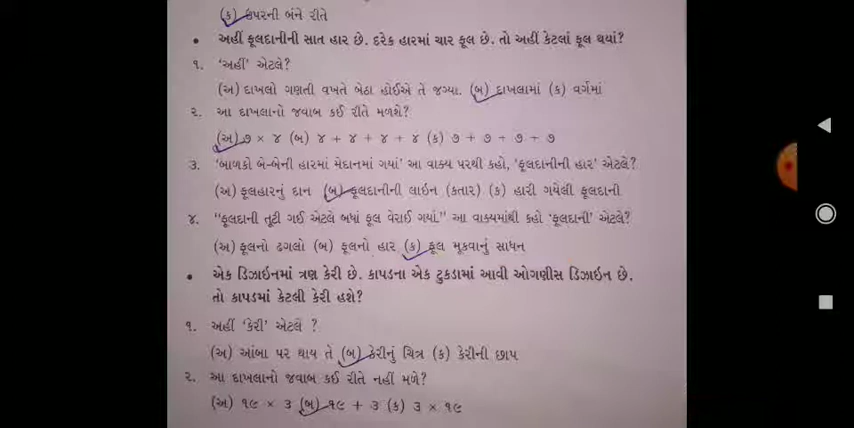 (ક) ઉપરની બંને રીતે
• અહીં ફૂલદાનીની સાત હાર છે. દરેક હારમાં ચાર ફૂલ છે. તો અહીં કેટલાં ફૂલ થયાં?
૧. 'અહીં' એટલે?
(અ) દાખલો ગણતી વખતે બેઠા હોઈએ તે જગ્યા. (બ) દાખલામાં (ક) વર્ગમાં
૨. આ દાખલાનો જવાબ કઈ રીતે મળશે?
(અ) ૭ × ૪ (બ) ૪ + ૪ + ૪ + ૪ (ક) ૭ + ૭ + ૭ + ૭
૩. 'બાળકો બે-બેની હારમાં મેદાનમાં ગયાં' આ વાક્ય પરથી કહો, 'ફૂલદાનીની હાર' એટલે?
(અ) ફૂલહારનું દાન (બ) ફૂલદાનીની લાઇન (કતાર) (ક) હારી ગયેલી ફૂલદાની
૪. "ફૂલદાની તૂટી ગઈ એટલે બધાં ફૂલ વેરાઈ ગયાં." આ વાક્યમાંથી કહો 'ફૂલદાની' એટલે?
(અ) ફૂલનો ઢગલો (બ) ફૂલનો હાર (ક) ફૂલ મૂકવાનું સાધન
• એક ડિઝાઇનમાં ત્રણ કેરી છે. કાપડના એક ટુકડામાં આવી ઓગણીસ ડિઝાઇન છે.
તો કાપડમાં કેટલી કેરી હશે?
૧. અહીં 'કેરી' એટલે ?
(અ) આંબા પર થાય તે (બ) કેરીનું ચિત્ર (ક) કેરીની છાપ
૨. આ દાખલાનો જવાબ કઈ રીતે નહીં મળે?
(અ) ૧૯ × ૩ (બ) ૧૯ + ૩ (ક) ૩ × ૧૯